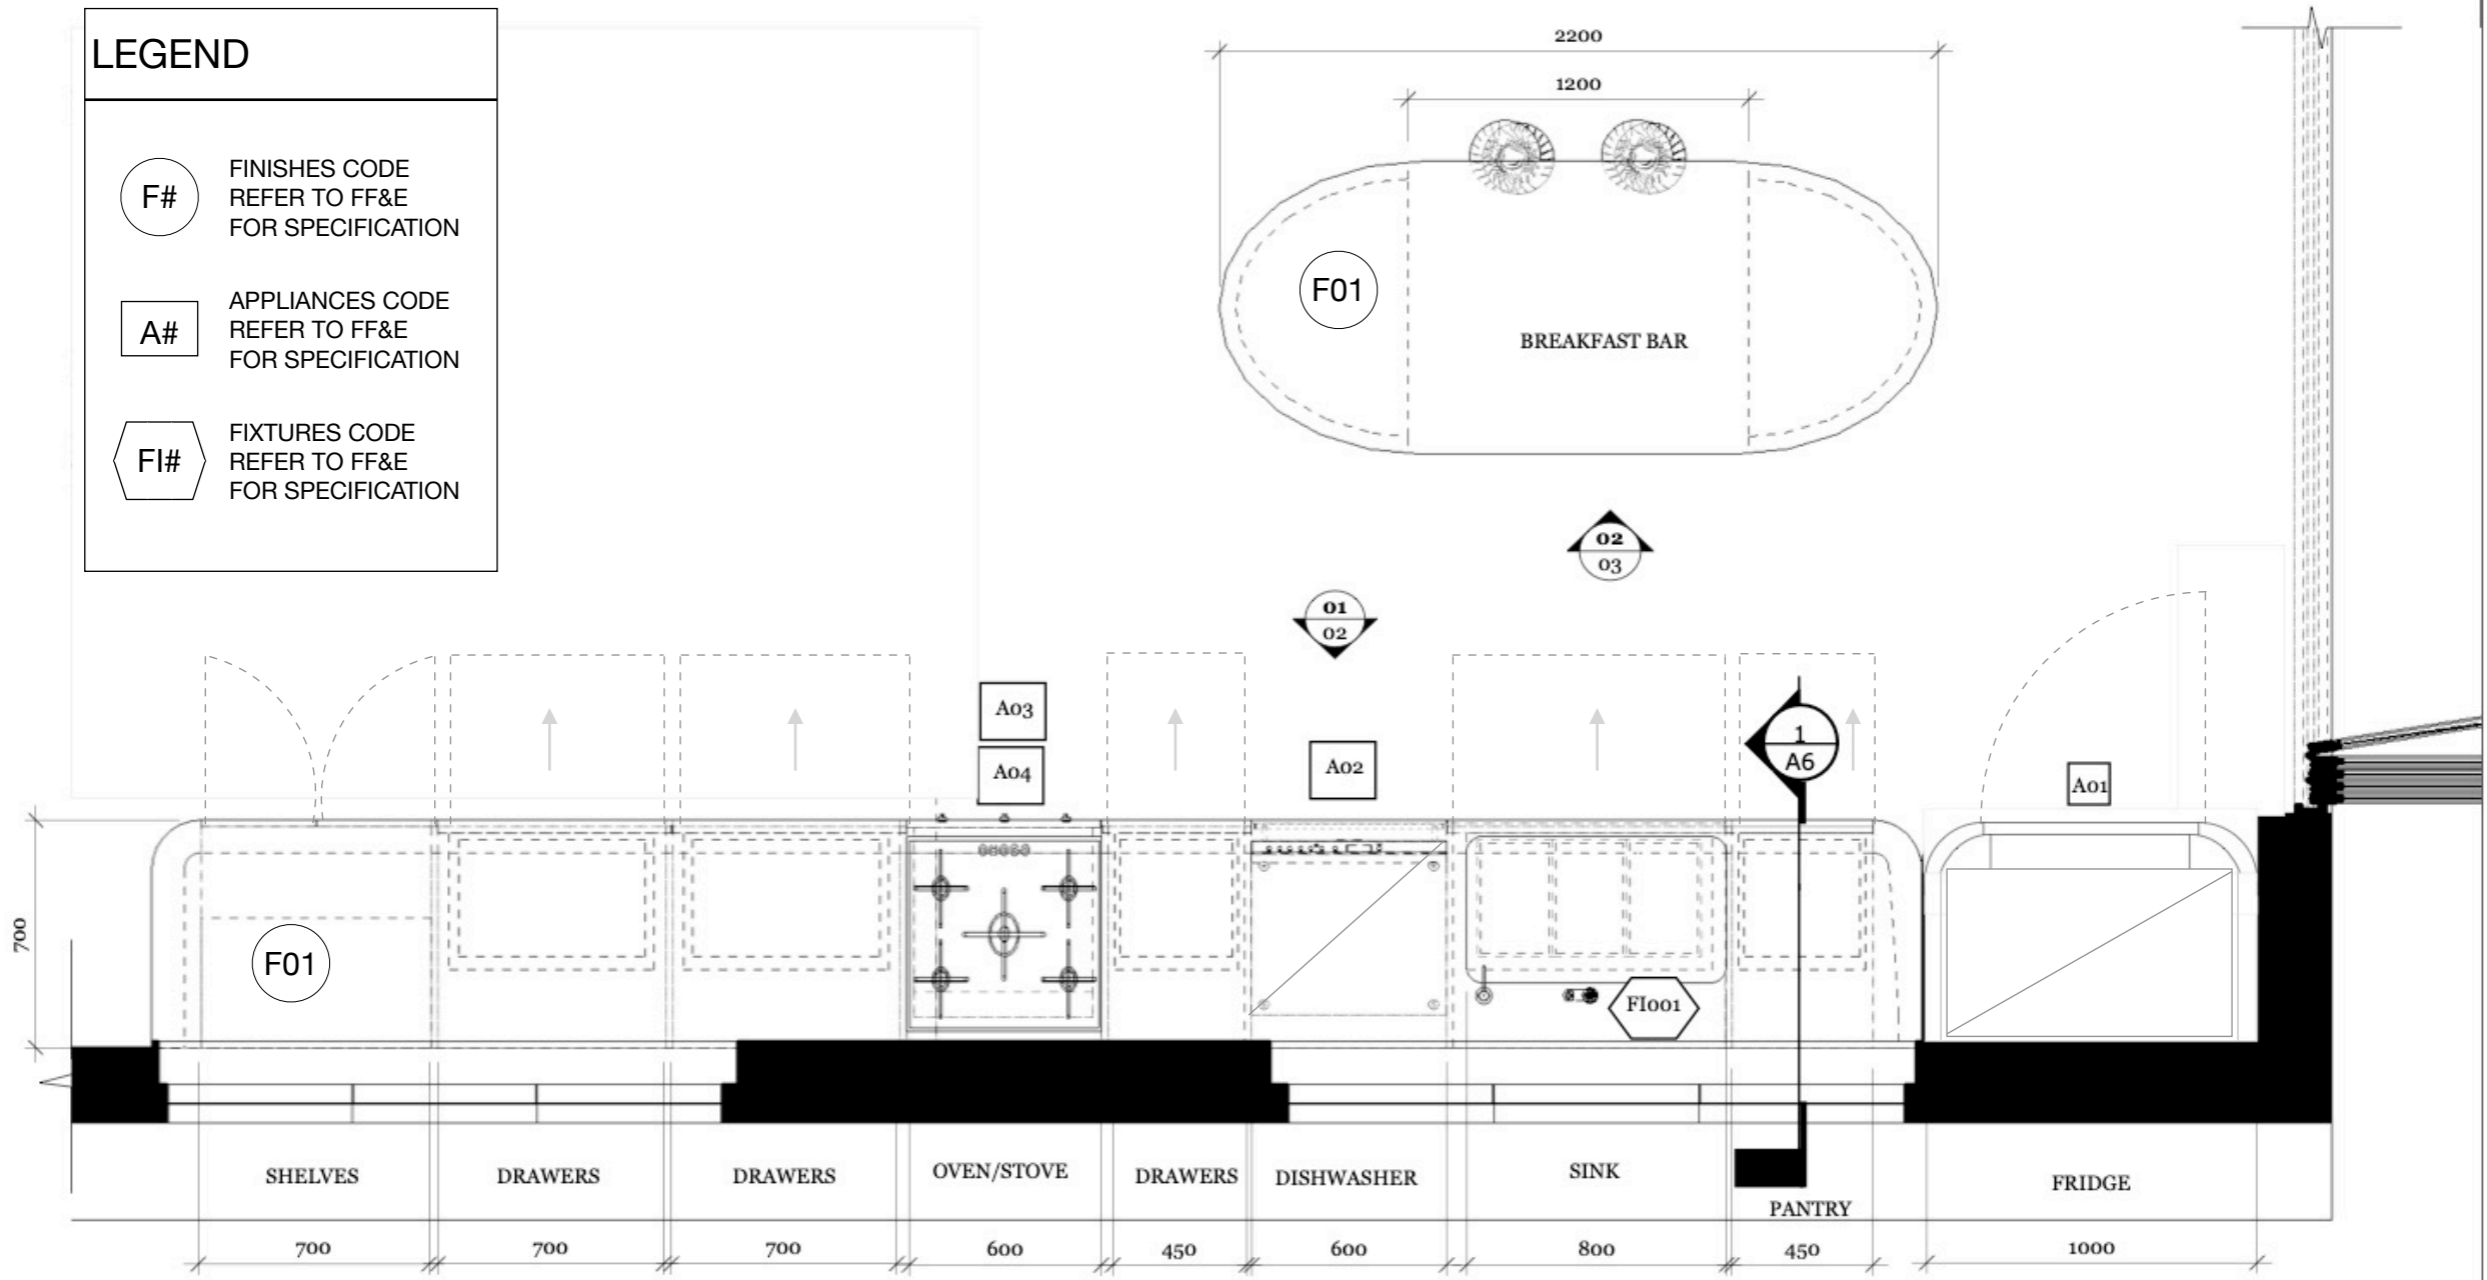 LEGEND
F#
FINISHES CODE
REFER TO FF&E
FOR SPECIFICATION
A#
APPLIANCES CODE
REFER TO FF&E
FOR SPECIFICATION
FI#
FIXTURES CODE
REFER TO FF&E
FOR SPECIFICATION
2200
1200
F01
BREAKFAST BAR
02
03
01
02
A03
A04
A02
1
A6
A01
700
F01
FI001
SHELVES
DRAWERS
DRAWERS
OVEN/STOVE
DRAWERS
DISHWASHER
SINK
PANTRY
FRIDGE
700
700
700
600
450
600
800
450
1000